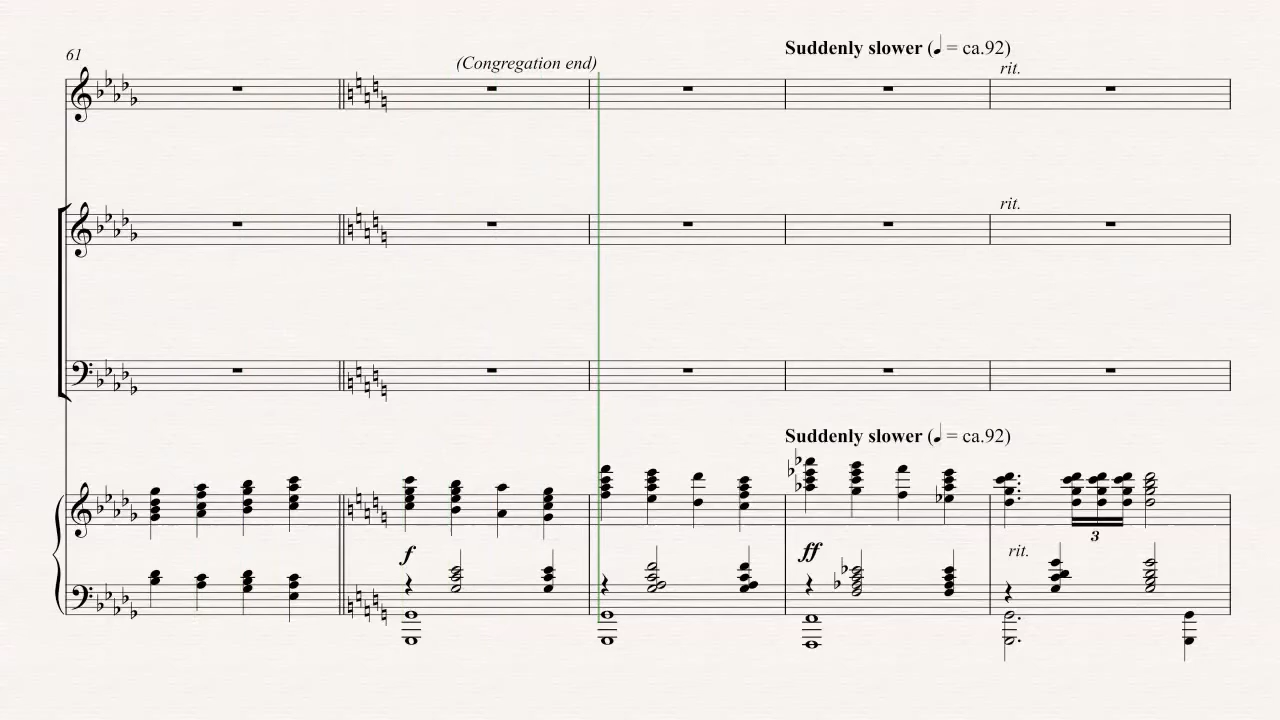 61
(Congregation end)
Suddenly slower (♩ = ca.92)
rit.
rit.
Suddenly slower (♩ = ca.92)
f
ff
rit.
3